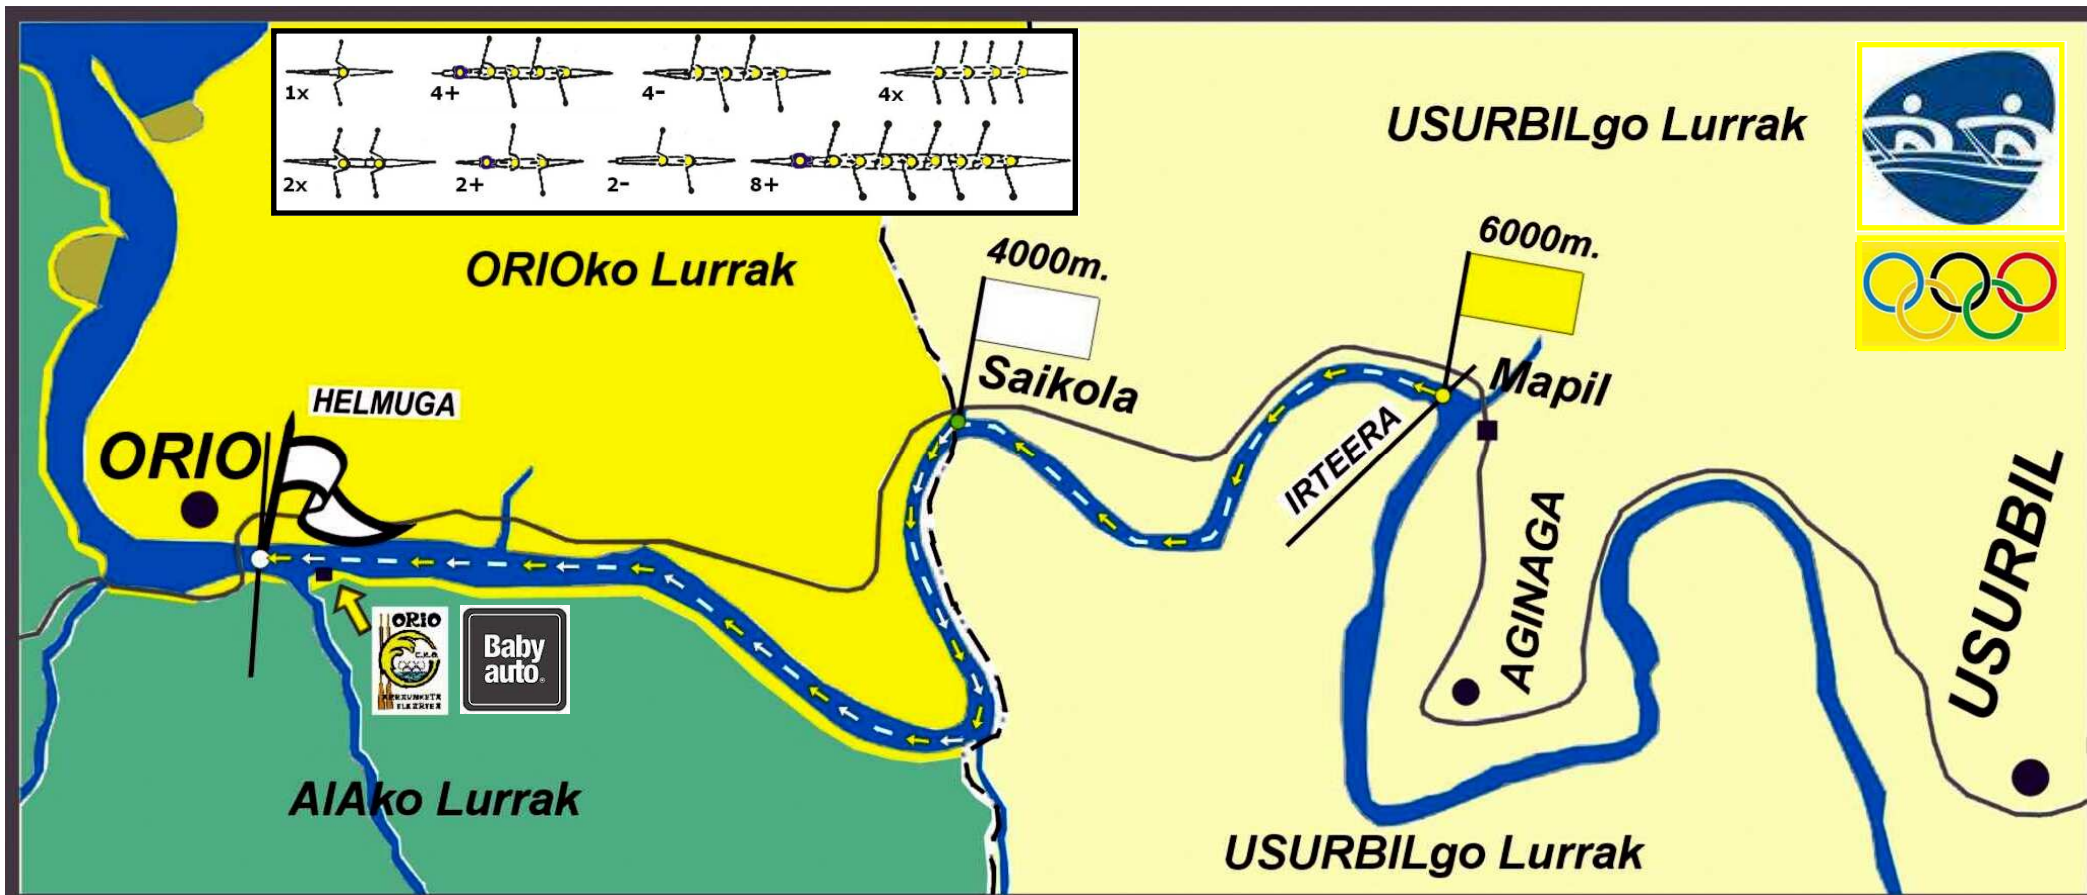 1x
4+
4-
4x
2x
2+
2-
8+
USURBILgo Lurrak
ORIOko Lurrak
4000m.
6000m.
Saikola
Mapil
HELMUGA
ORIO
IRTEERA
AGINAGA
USURBIL
ORIO
Baby
auto
AIAko Lurrak
USURBILgo Lurrak